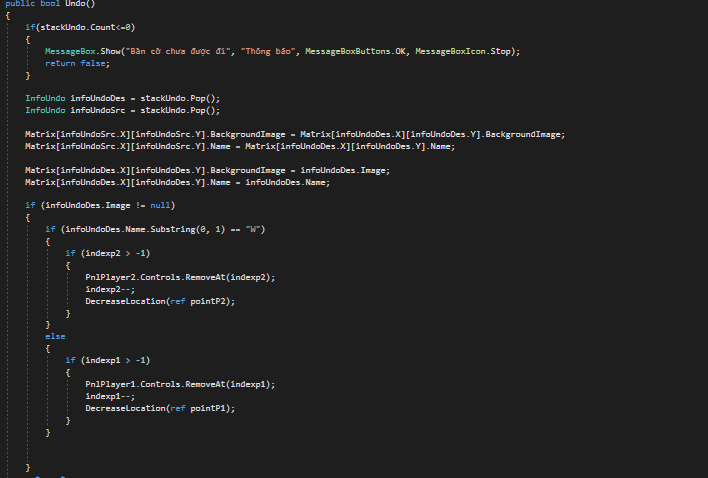 public bool Undo()
{
if(stackUndo.Count<=0)
{
MessageBox.Show("Bàn cờ chưa được đi", "Thông báo", MessageBoxButtons.OK, MessageBoxIcon.Stop);
return false;
}
InfoUndo infoUndoDes = stackUndo.Pop();
InfoUndo infoUndoSrc = stackUndo.Pop();
Matrix[infoUndoSrc.X][infoUndoSrc.Y].BackgroundImage = Matrix[infoUndoDes.X][infoUndoDes.Y].BackgroundImage;
Matrix[infoUndoSrc.X][infoUndoSrc.Y].Name = Matrix[infoUndoDes.X][infoUndoDes.Y].Name;
Matrix[infoUndoDes.X][infoUndoDes.Y].BackgroundImage = infoUndoDes.Image;
Matrix[infoUndoDes.X][infoUndoDes.Y].Name = infoUndoDes.Name;
if (infoUndoDes.Image != null)
{
if (infoUndoDes.Name.Substring(0, 1) == "W")
{
if (indexp2 > -1)
{
PnlPlayer2.Controls.RemoveAt(indexp2);
indexp2--;
DecreaseLocation(ref pointP2);
}
}
else
{
if (indexp1 > -1)
{
PnlPlayer1.Controls.RemoveAt(indexp1);
indexp1--;
DecreaseLocation(ref pointP1);
}
}
}